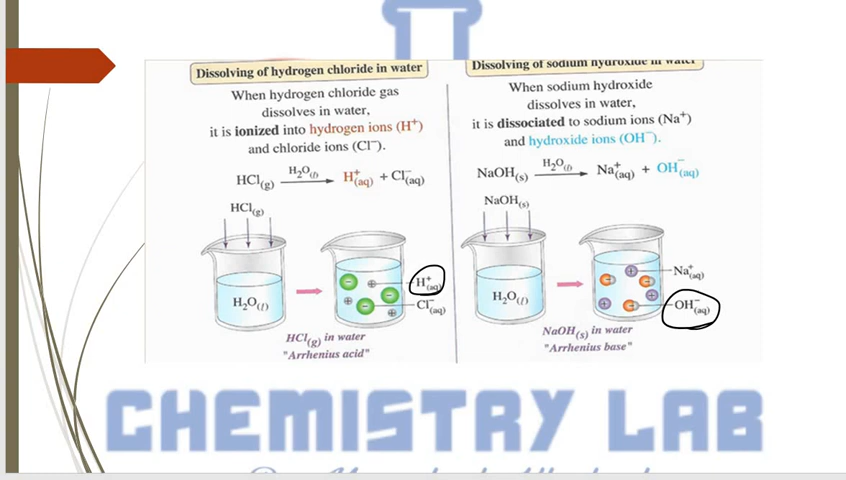 Dissolving of hydrogen chloride in water
When hydrogen chloride gas
dissolves in water,
it is ionized into hydrogen ions (H⁺)
and chloride ions (Cl⁻).
HCl(g) H₂O(l) → H⁺(aq) + Cl⁻(aq)
HCl(g)
H₂O(l)
H⁺(aq)
Cl⁻(aq)
HCl(g) in water
"Arrhenius acid"
Dissolving of sodium hydroxide in water
When sodium hydroxide
dissolves in water,
it is dissociated to sodium ions (Na⁺)
and hydroxide ions (OH⁻).
NaOH(s) H₂O(l) → Na⁺(aq) + OH⁻(aq)
NaOH(s)
H₂O(l)
Na⁺(aq)
OH⁻(aq)
NaOH(s) in water
"Arrhenius base"
CHEMISTRY LAB